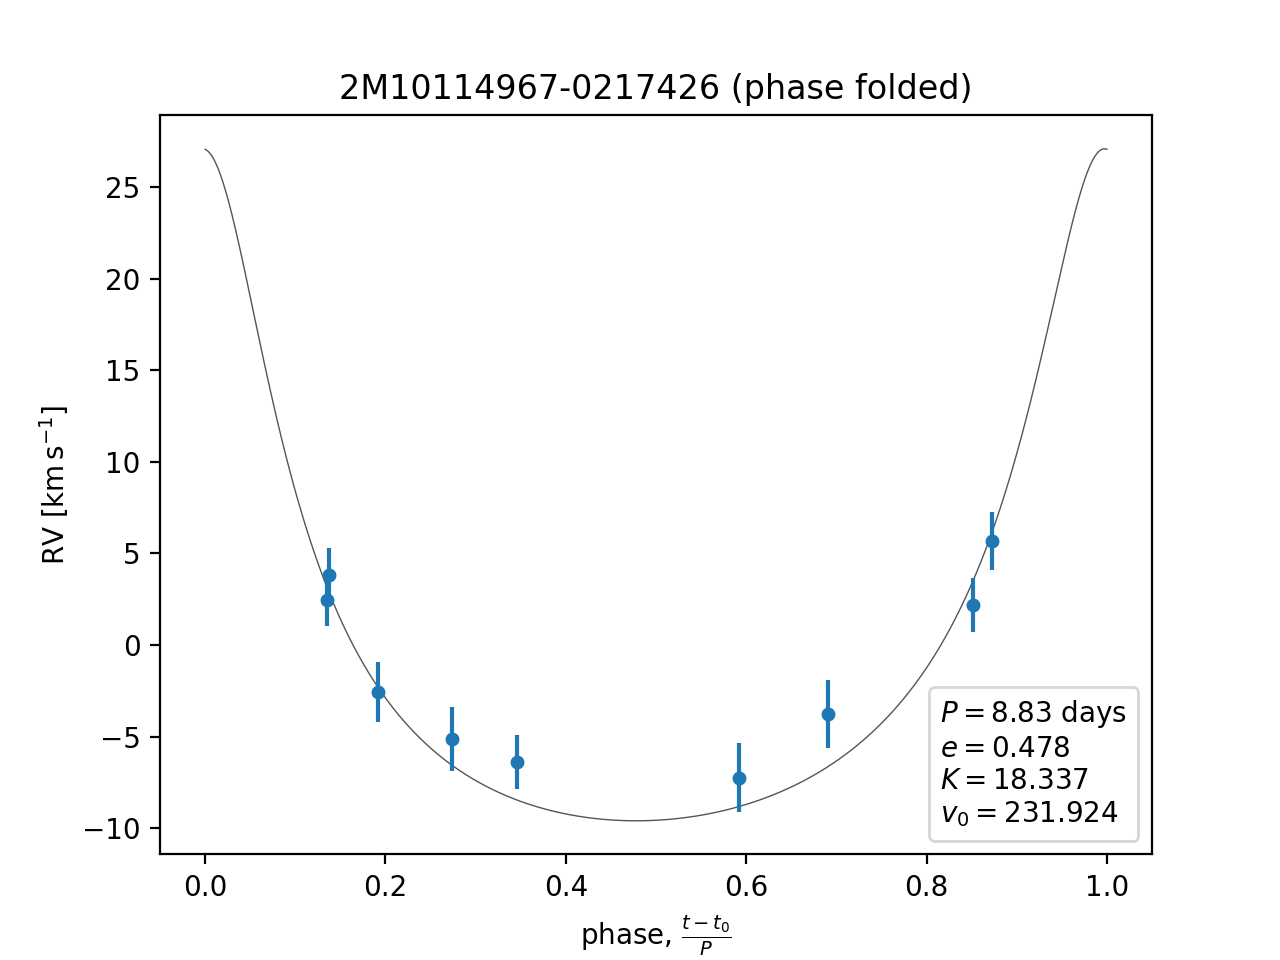 2M10114967-0217426 (phase folded)
RV [km s⁻¹]
25
20
15
10
5
0
−5
−10
P = 8.83 days
e = 0.478
K = 18.337
v₀ = 231.924
0.0 0.2 0.4 0.6 0.8 1.0
phase, (t − t₀)/P